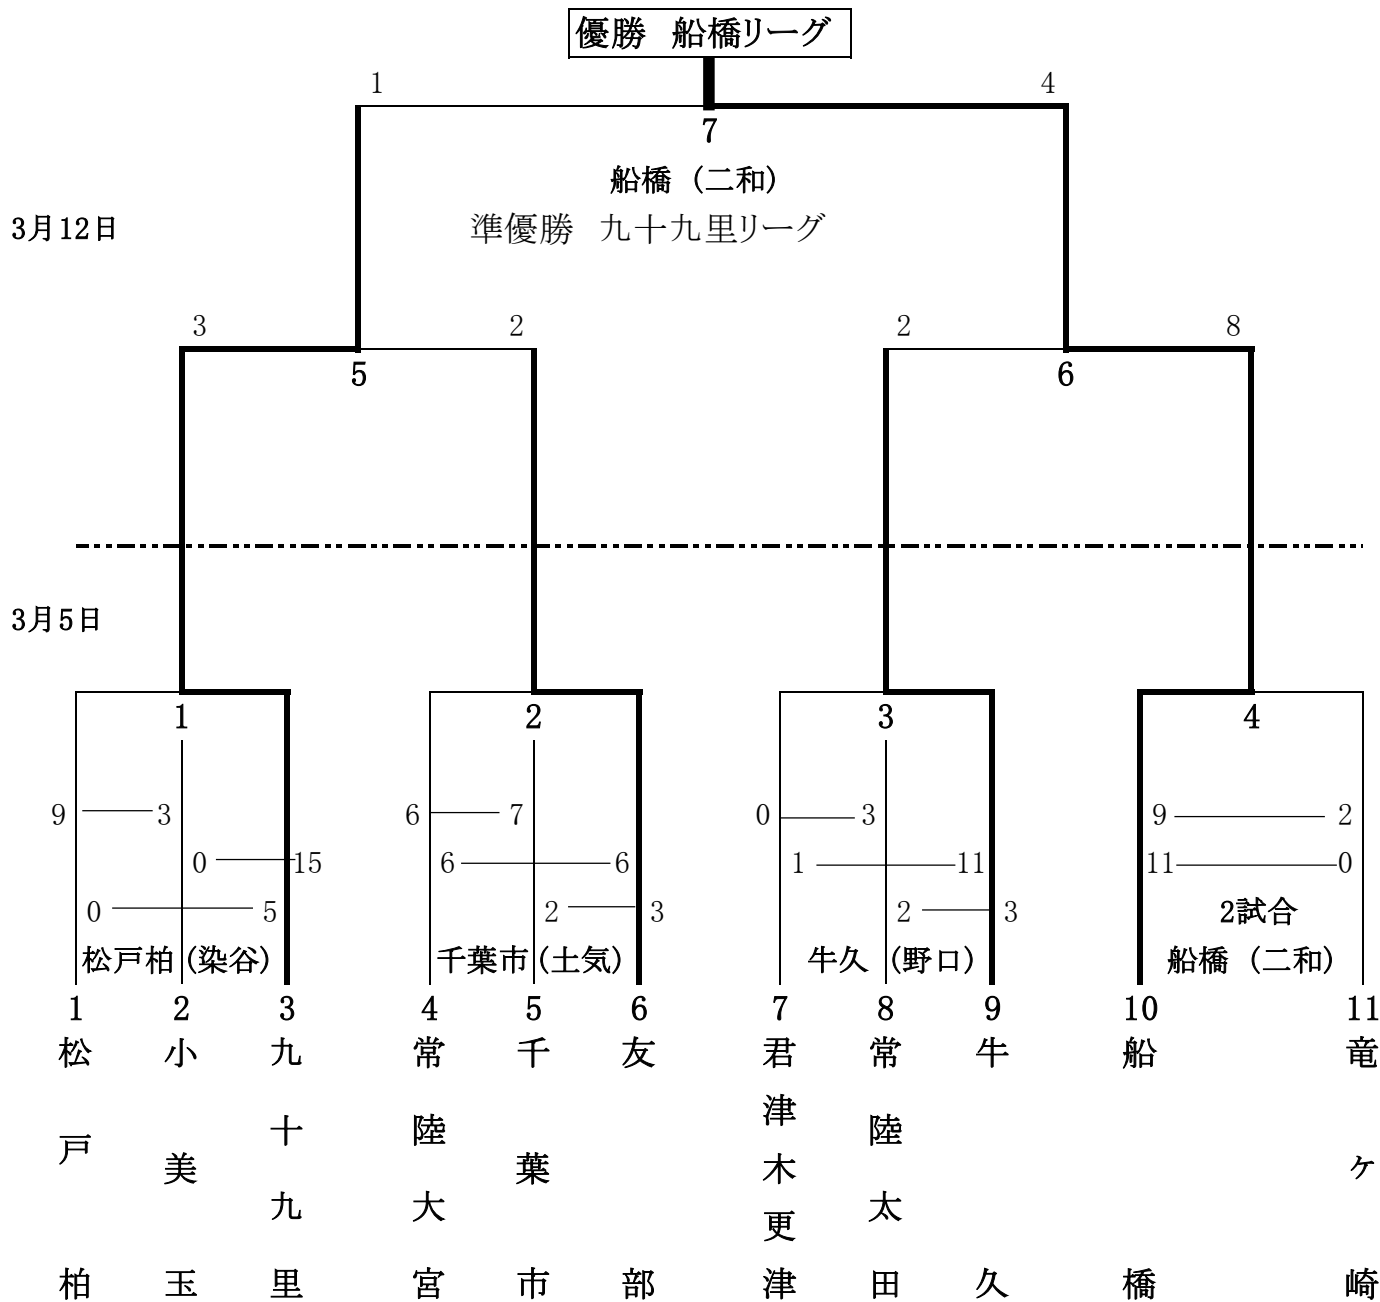 優勝　船橋リーグ
1 4
7
船橋 (二和)
3月12日 準優勝　九十九里リーグ
3 2 2 8
5 6
3月5日
1 2 3 4
9 3 6 7 0 3 9 2
0 15 6 6 1 11 11 0
0 5 2 3 2 3 2試合
松戸柏 (染谷) 千葉市 (土気) 牛久 (野口) 船橋 (二和)
1 2 3 4 5 6 7 8 9 10 11
松戸柏
小美玉
九十九里
常陸大宮
千葉市
友部
君津木更津
常陸太田
牛久
船橋
竜ヶ崎